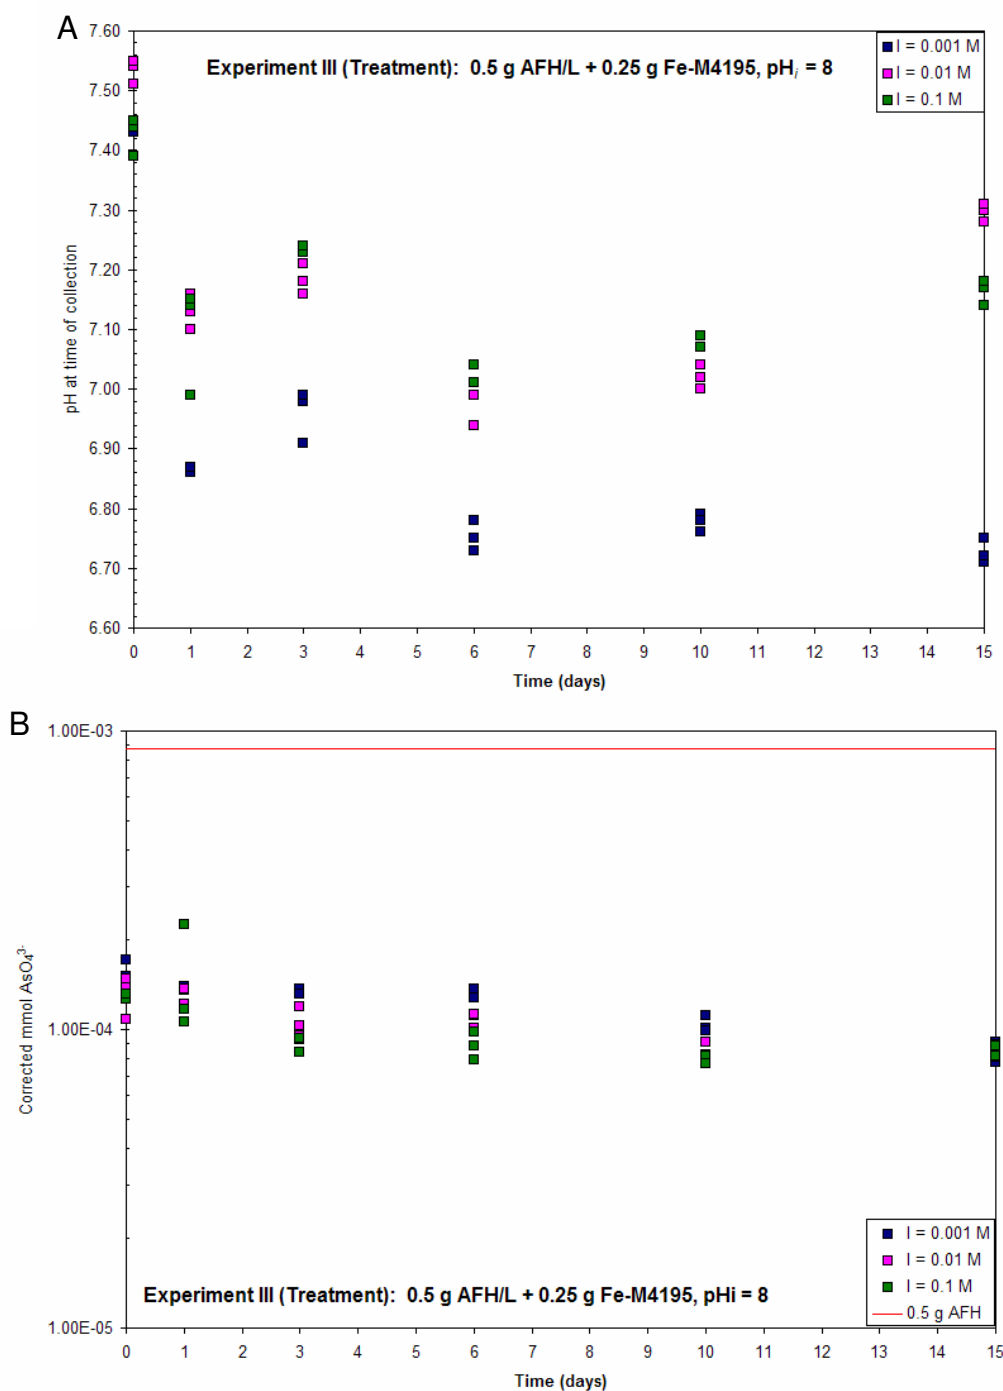 A
7.60
7.50
7.40
7.30
7.20
7.10
7.00
6.90
6.80
6.70
6.60
pH at time of collection
Experiment III (Treatment): 0.5 g AFH/L + 0.25 g Fe-M4195, pHᵢ = 8
I = 0.001 M
I = 0.01 M
I = 0.1 M
0 1 2 3 4 5 6 7 8 9 10 11 12 13 14 15
Time (days)
B
1.00E-03
1.00E-04
1.00E-05
Corrected mmol AsO₄³⁻
I = 0.001 M
I = 0.01 M
I = 0.1 M
0.5 g AFH
Experiment III (Treatment): 0.5 g AFH/L + 0.25 g Fe-M4195, pHi = 8
0 1 2 3 4 5 6 7 8 9 10 11 12 13 14 15
Time (days)